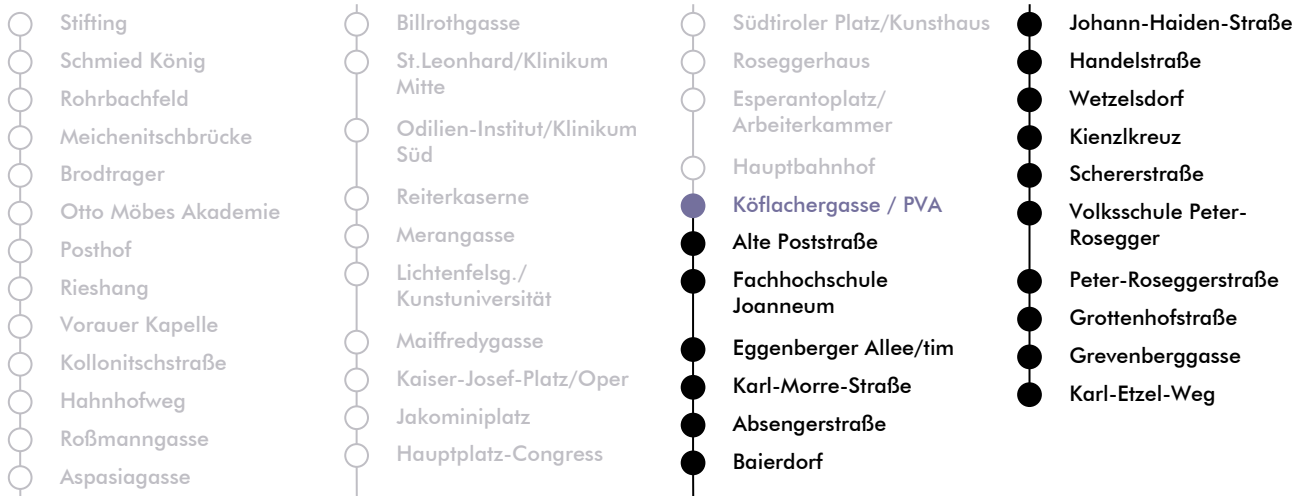 Stifting
Schmied König
Rohrbachfeld
Meichenitschbrücke
Brodtrager
Otto Möbes Akademie
Posthof
Rieshang
Vorauer Kapelle
Kollonitschstraße
Hahnhofweg
Roßmanngasse
Aspasiagasse
Billrothgasse
St.Leonhard/Klinikum
Mitte
Odilien-Institut/Klinikum
Süd
Reiterkaserne
Merangasse
Lichtenfelsg./
Kunstuniversität
Maiffredygasse
Kaiser-Josef-Platz/Oper
Jakominiplatz
Hauptplatz-Congress
Südtiroler Platz/Kunsthaus
Roseggerhaus
Esperantoplatz/
Arbeiterkammer
Hauptbahnhof
Köflachergasse / PVA
Alte Poststraße
Fachhochschule
Joanneum
Eggenberger Allee/tim
Karl-Morre-Straße
Absengerstraße
Baierdorf
Johann-Haiden-Straße
Handelstraße
Wetzelsdorf
Kienzlkreuz
Schererstraße
Volksschule Peter-
Rosegger
Peter-Roseggerstraße
Grottenhofstraße
Grevenberggasse
Karl-Etzel-Weg